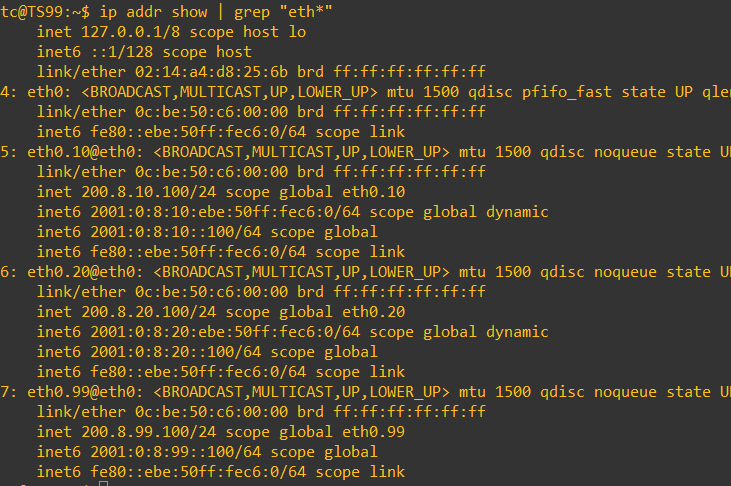 tc@TS99:~$ ip addr show | grep "eth*"
inet 127.0.0.1/8 scope host lo
inet6 ::1/128 scope host
link/ether 02:14:a4:d8:25:6b brd ff:ff:ff:ff:ff:ff
4: eth0: <BROADCAST,MULTICAST,UP,LOWER_UP> mtu 1500 qdisc pfifo_fast state UP qle
link/ether 0c:be:50:c6:00:00 brd ff:ff:ff:ff:ff:ff
inet6 fe80::ebe:50ff:fec6:0/64 scope link
5: eth0.10@eth0: <BROADCAST,MULTICAST,UP,LOWER_UP> mtu 1500 qdisc noqueue state U
link/ether 0c:be:50:c6:00:00 brd ff:ff:ff:ff:ff:ff
inet 200.8.10.100/24 scope global eth0.10
inet6 2001:0:8:10:ebe:50ff:fec6:0/64 scope global dynamic
inet6 2001:0:8:10::100/64 scope global
inet6 fe80::ebe:50ff:fec6:0/64 scope link
6: eth0.20@eth0: <BROADCAST,MULTICAST,UP,LOWER_UP> mtu 1500 qdisc noqueue state U
link/ether 0c:be:50:c6:00:00 brd ff:ff:ff:ff:ff:ff
inet 200.8.20.100/24 scope global eth0.20
inet6 2001:0:8:20:ebe:50ff:fec6:0/64 scope global dynamic
inet6 2001:0:8:20::100/64 scope global
inet6 fe80::ebe:50ff:fec6:0/64 scope link
7: eth0.99@eth0: <BROADCAST,MULTICAST,UP,LOWER_UP> mtu 1500 qdisc noqueue state U
link/ether 0c:be:50:c6:00:00 brd ff:ff:ff:ff:ff:ff
inet 200.8.99.100/24 scope global eth0.99
inet6 2001:0:8:99::100/64 scope global
inet6 fe80::ebe:50ff:fec6:0/64 scope link